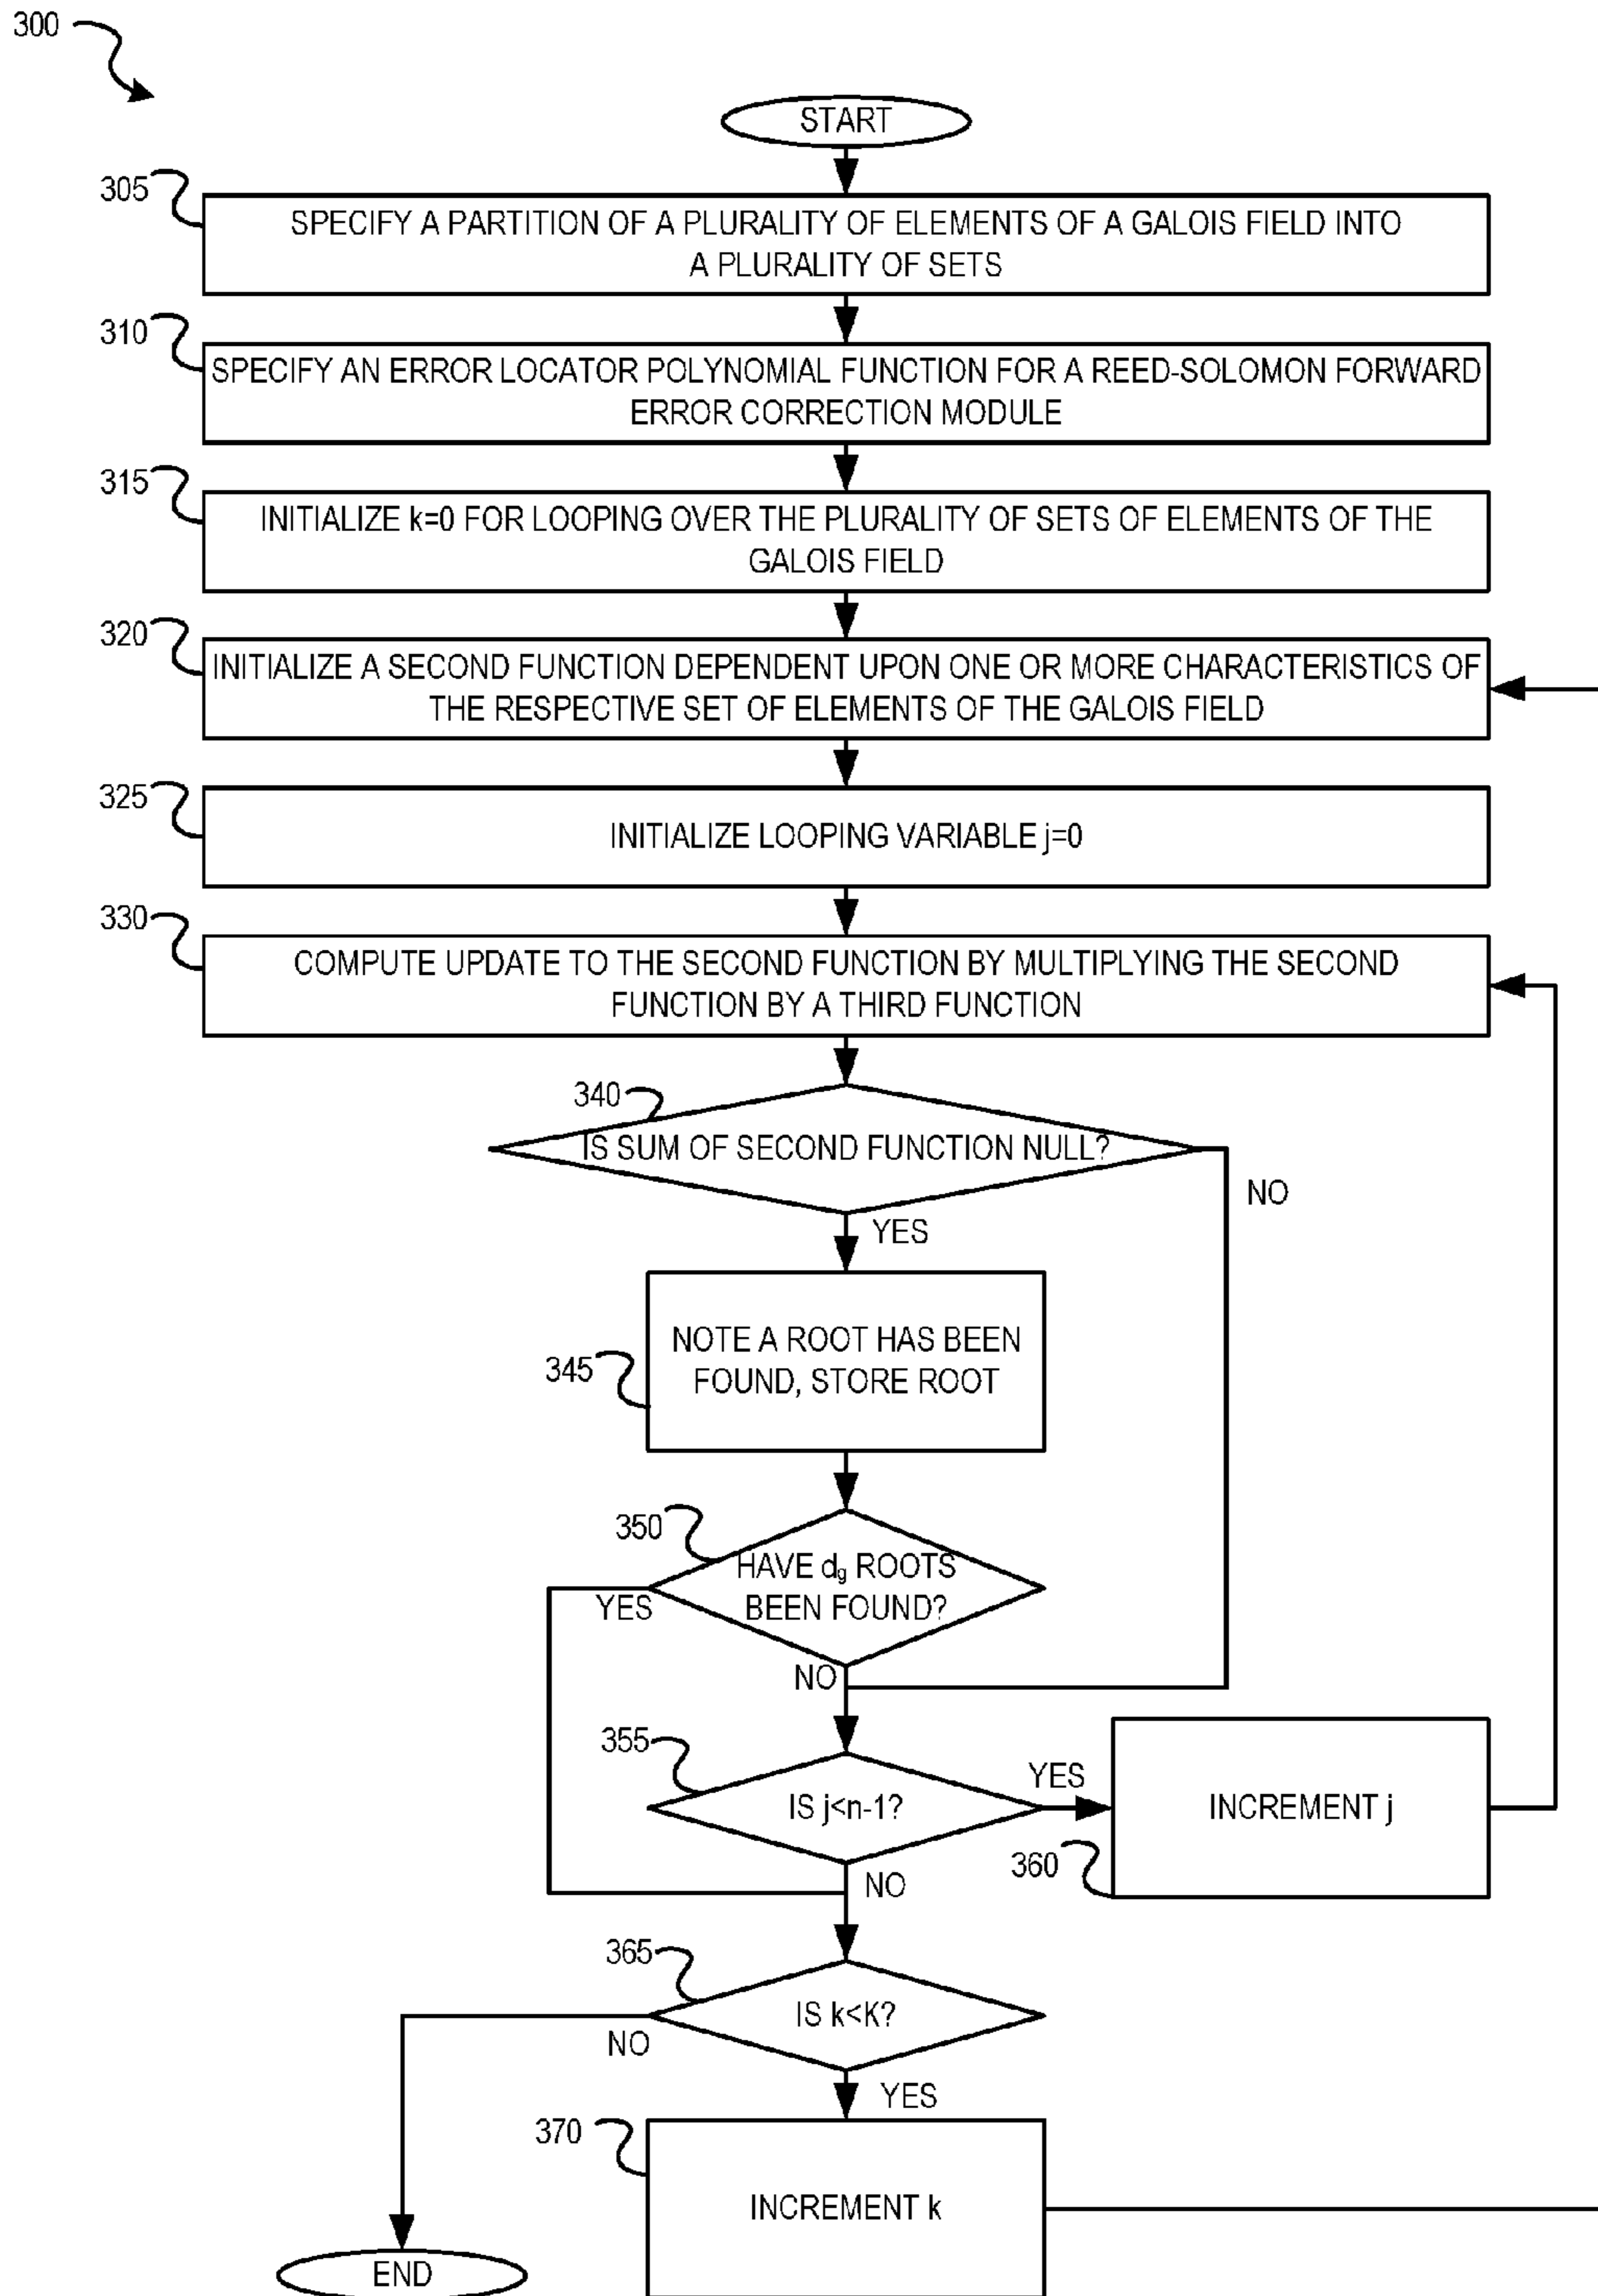 300
START
305
SPECIFY A PARTITION OF A PLURALITY OF ELEMENTS OF A GALOIS FIELD INTO
A PLURALITY OF SETS
310
SPECIFY AN ERROR LOCATOR POLYNOMIAL FUNCTION FOR A REED-SOLOMON FORWARD
ERROR CORRECTION MODULE
315
INITIALIZE k=0 FOR LOOPING OVER THE PLURALITY OF SETS OF ELEMENTS OF THE
GALOIS FIELD
320
INITIALIZE A SECOND FUNCTION DEPENDENT UPON ONE OR MORE CHARACTERISTICS OF
THE RESPECTIVE SET OF ELEMENTS OF THE GALOIS FIELD
325
INITIALIZE LOOPING VARIABLE j=0
330
COMPUTE UPDATE TO THE SECOND FUNCTION BY MULTIPLYING THE SECOND
FUNCTION BY A THIRD FUNCTION
340
IS SUM OF SECOND FUNCTION NULL?
NO
YES
345
NOTE A ROOT HAS BEEN
FOUND, STORE ROOT
350
HAVE dg ROOTS
BEEN FOUND?
YES
NO
355
IS j<n-1?
YES
INCREMENT j
360
NO
365
IS k<K?
NO
YES
370
INCREMENT k
END